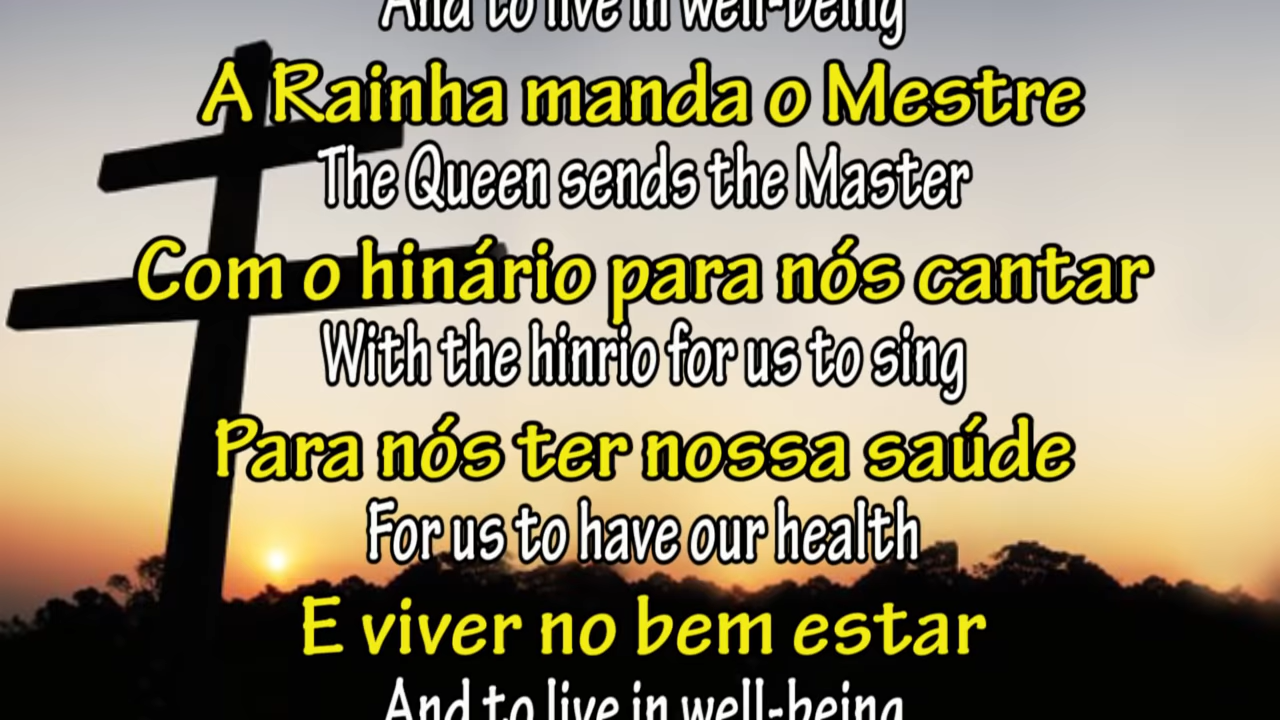 And to live in well-being
A Rainha manda o Mestre
The Queen sends the Master
Com o hinário para nós cantar
With the hinrio for us to sing
Para nós ter nossa saúde
For us to have our health
E viver no bem estar
And to live in well-being